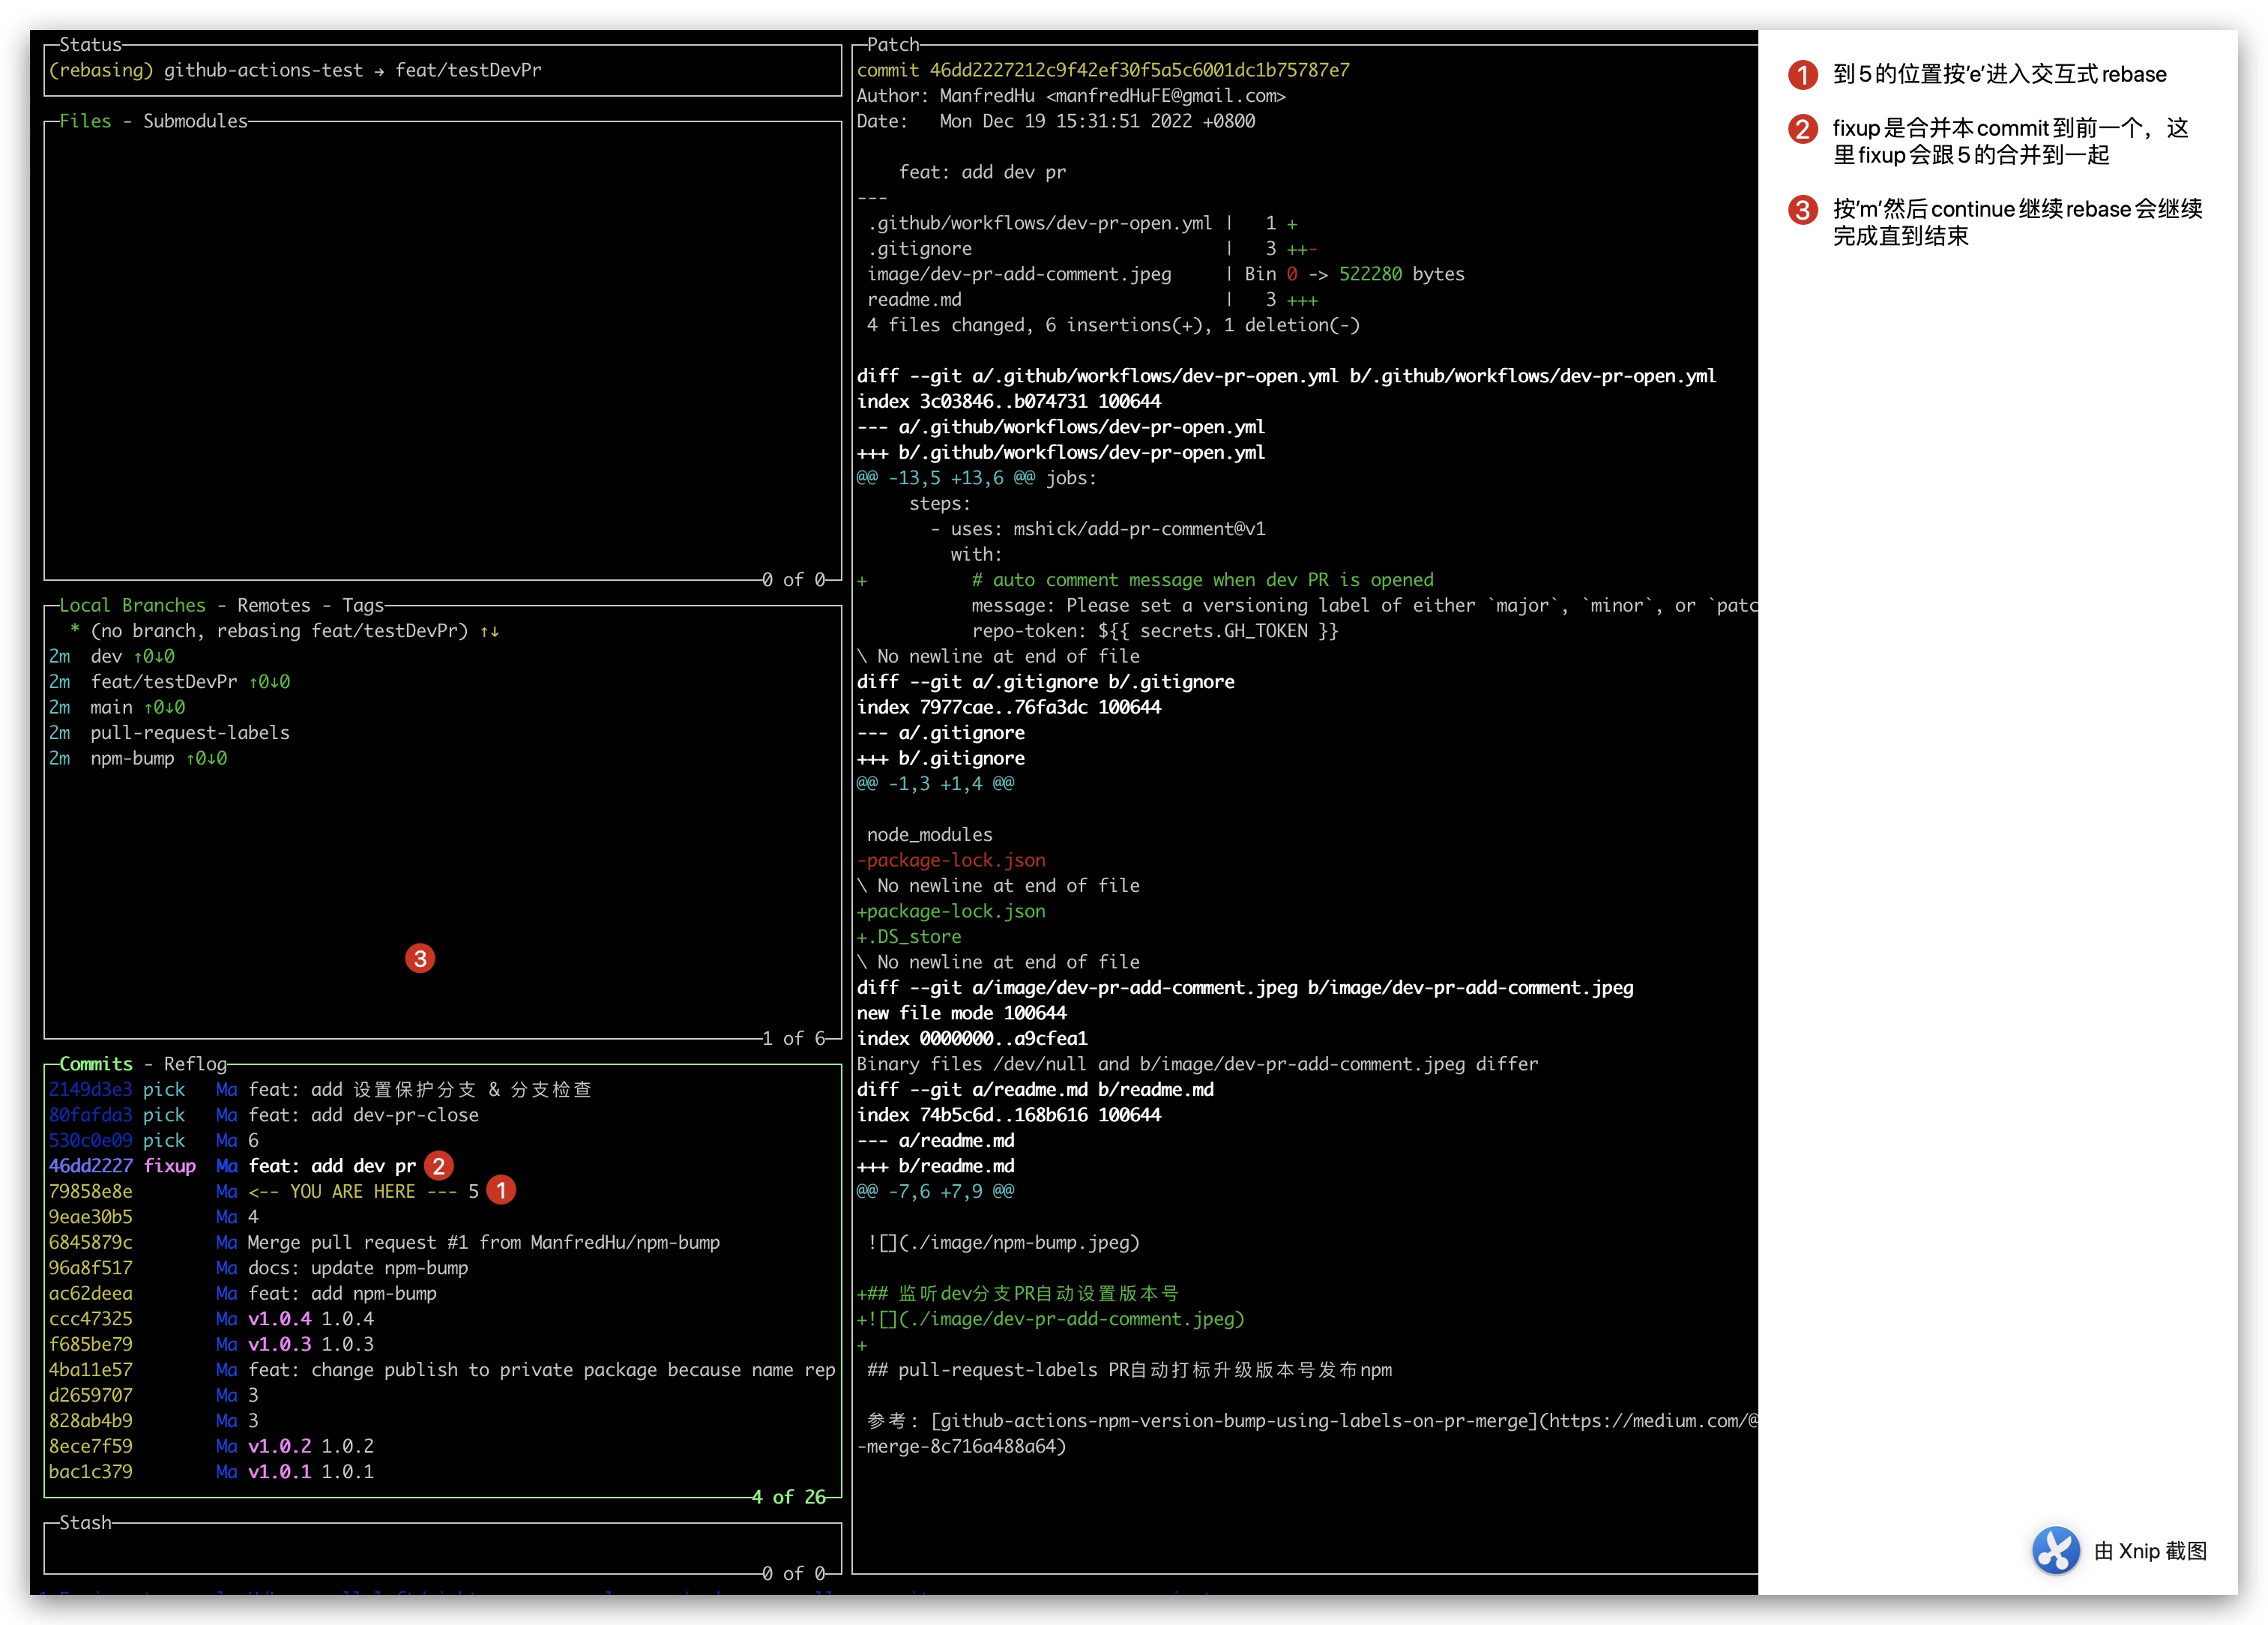 Status
(rebasing) github-actions-test → feat/testDevPr
Files - Submodules
0 of 0
Local Branches - Remotes - Tags
* (no branch, rebasing feat/testDevPr) ↑↓
2m dev ↑0↓0
2m feat/testDevPr ↑0↓0
2m main ↑0↓0
2m pull-request-labels
2m npm-bump ↑0↓0
3
1 of 6
Commits - Reflog
2149d3e3 pick Ma feat: add 设置保护分支 & 分支检查
80fafda3 pick Ma feat: add dev-pr-close
530c0e09 pick Ma 6
46dd2227 fixup Ma feat: add dev pr 2
79858e8e Ma <-- YOU ARE HERE --- 5 1
9eae30b5 Ma 4
6845879c Ma Merge pull request #1 from ManfredHu/npm-bump
96a8f517 Ma docs: update npm-bump
ac62deea Ma feat: add npm-bump
ccc47325 Ma v1.0.4 1.0.4
f685be79 Ma v1.0.3 1.0.3
4ba11e57 Ma feat: change publish to private package because name rep
d2659707 Ma 3
828ab4b9 Ma 3
8ece7f59 Ma v1.0.2 1.0.2
bac1c379 Ma v1.0.1 1.0.1
4 of 26
Stash
0 of 0
Patch
commit 46dd2227212c9f42ef30f5a5c6001dc1b75787e7
Author: ManfredHu <manfredHuFE@gmail.com>
Date: Mon Dec 19 15:31:51 2022 +0800
feat: add dev pr
---
.github/workflows/dev-pr-open.yml | 1 +
.gitignore | 3 ++-
image/dev-pr-add-comment.jpeg | Bin 0 -> 522280 bytes
readme.md | 3 +++
4 files changed, 6 insertions(+), 1 deletion(-)
diff --git a/.github/workflows/dev-pr-open.yml b/.github/workflows/dev-pr-open.yml
index 3c03846..b074731 100644
--- a/.github/workflows/dev-pr-open.yml
+++ b/.github/workflows/dev-pr-open.yml
@@ -13,5 +13,6 @@ jobs:
steps:
- uses: mshick/add-pr-comment@v1
with:
+ # auto comment message when dev PR is opened
message: Please set a versioning label of either `major`, `minor`, or `patc
repo-token: ${{ secrets.GH_TOKEN }}
\ No newline at end of file
diff --git a/.gitignore b/.gitignore
index 7977cae..76fa3dc 100644
--- a/.gitignore
+++ b/.gitignore
@@ -1,3 +1,4 @@
node_modules
-package-lock.json
\ No newline at end of file
+package-lock.json
+.DS_store
\ No newline at end of file
diff --git a/image/dev-pr-add-comment.jpeg b/image/dev-pr-add-comment.jpeg
new file mode 100644
index 0000000..a9cfea1
Binary files /dev/null and b/image/dev-pr-add-comment.jpeg differ
diff --git a/readme.md b/readme.md
index 74b5c6d..168b616 100644
--- a/readme.md
+++ b/readme.md
@@ -7,6 +7,9 @@
![](./image/npm-bump.jpeg)
+## 监听dev分支PR自动设置版本号
+![](./image/dev-pr-add-comment.jpeg)
+
## pull-request-labels PR自动打标升级版本号发布npm
参考: [github-actions-npm-version-bump-using-labels-on-pr-merge](https://medium.com/@
-merge-8c716a488a64)
1 到5的位置按'e'进入交互式rebase
2 fixup是合并本commit到前一个，这
里fixup会跟5的合并到一起
3 按'm'然后continue继续rebase会继续
完成直到结束
由 Xnip 截图